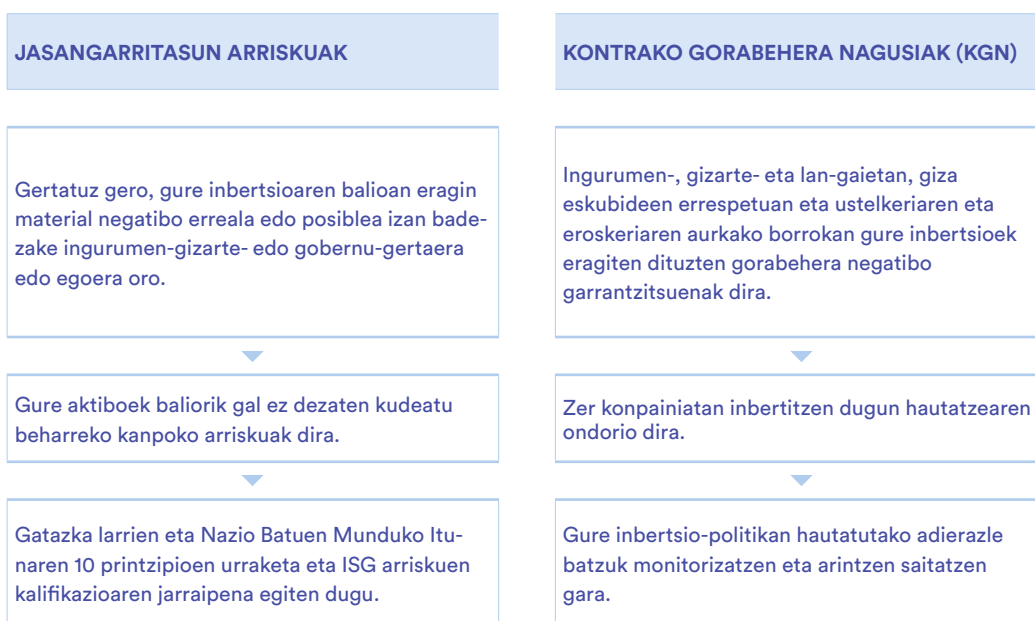 JASANGARRITASUN ARRISKUAK
Gertatuz gero, gure inbertsioaren balioan eragin
material negatibo erreala edo posiblea izan bade-
zake ingurumen-gizarte- edo gobernu-gertaera
edo egoera oro.
Gure aktiboek baliorik gal ez dezaten kudeatu
beharreko kanpoko arriskuak dira.
Gatazka larrien eta Nazio Batuen Munduko Itu-
naren 10 printzipioen urraketa eta ISG arriskuen
kalifikazioaren jarraipena egiten dugu.
KONTRAKO GORABEHERA NAGUSIAK (KGN)
Ingurumen-, gizarte- eta lan-gaietan, giza
eskubideen errespetuan eta ustelkeriaren eta
eroskeriaren aurkako borrokan gure inbertsioek
eragiten dituzten gorabehera negatibo
garrantzitsuenak dira.
Zer konpainiatan inbertitzen dugun hautatzearen
ondorio dira.
Gure inbertsio-politikan hautatutako adierazle
batzuk monitorizatzen eta arintzen saitatzen
gara.